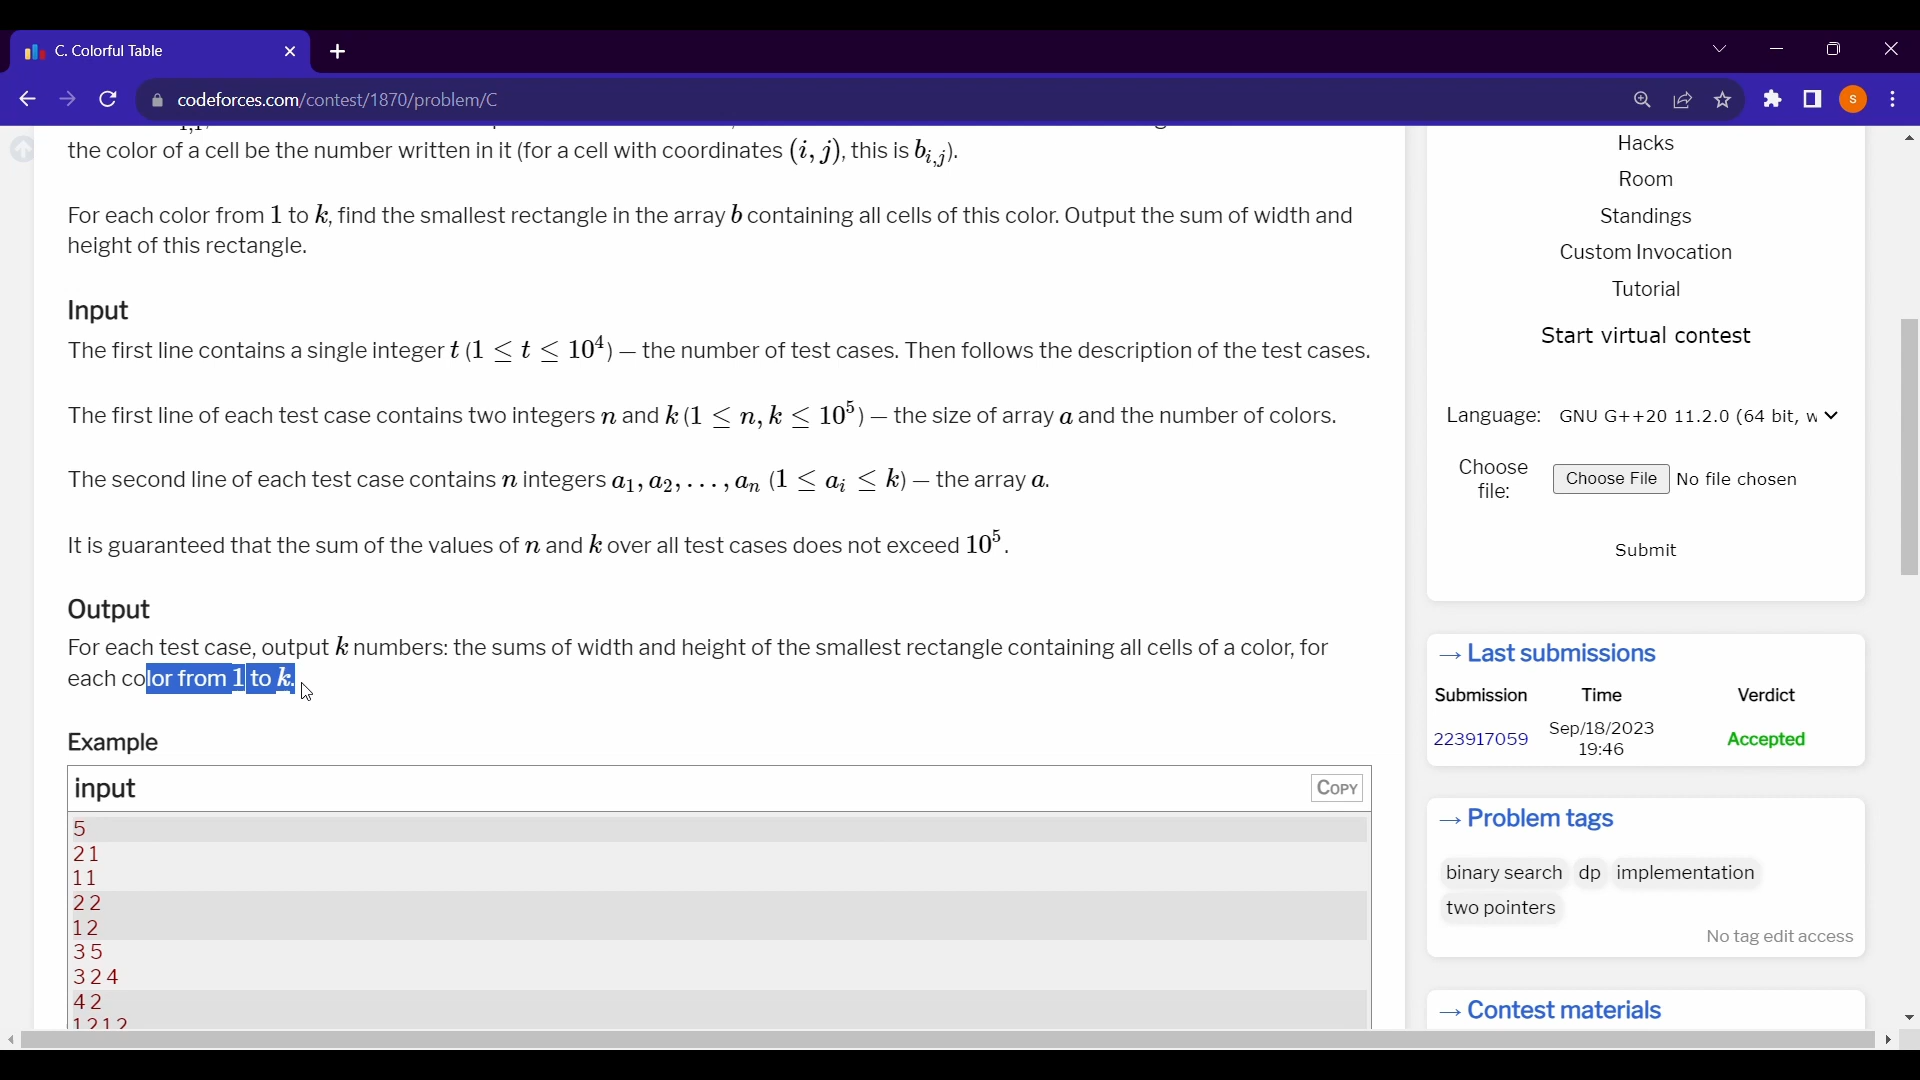 C. Colorful Table
codeforces.com/contest/1870/problem/C
S
the color of a cell be the number written in it (for a cell with coordinates (i, j), this is b_{i,j}).
For each color from 1 to k, find the smallest rectangle in the array b containing all cells of this color. Output the sum of width and
height of this rectangle.
Input
The first line contains a single integer t (1 ≤ t ≤ 10^4) — the number of test cases. Then follows the description of the test cases.
The first line of each test case contains two integers n and k (1 ≤ n, k ≤ 10^5) — the size of array a and the number of colors.
The second line of each test case contains n integers a_1, a_2, ..., a_n (1 ≤ a_i ≤ k) — the array a.
It is guaranteed that the sum of the values of n and k over all test cases does not exceed 10^5.
Output
For each test case, output k numbers: the sums of width and height of the smallest rectangle containing all cells of a color, for
each color from 1 to k.
Example
input
Copy
5
2 1
1 1
2 2
1 2
3 5
3 2 4
4 2
1 2 1 2
Hacks
Room
Standings
Custom Invocation
Tutorial
Start virtual contest
Language: GNU G++20 11.2.0 (64 bit, w
Choose
file:
Choose File No file chosen
Submit
→ Last submissions
Submission Time Verdict
223917059 Sep/18/2023
19:46 Accepted
→ Problem tags
binary search dp implementation
two pointers
No tag edit access
→ Contest materials